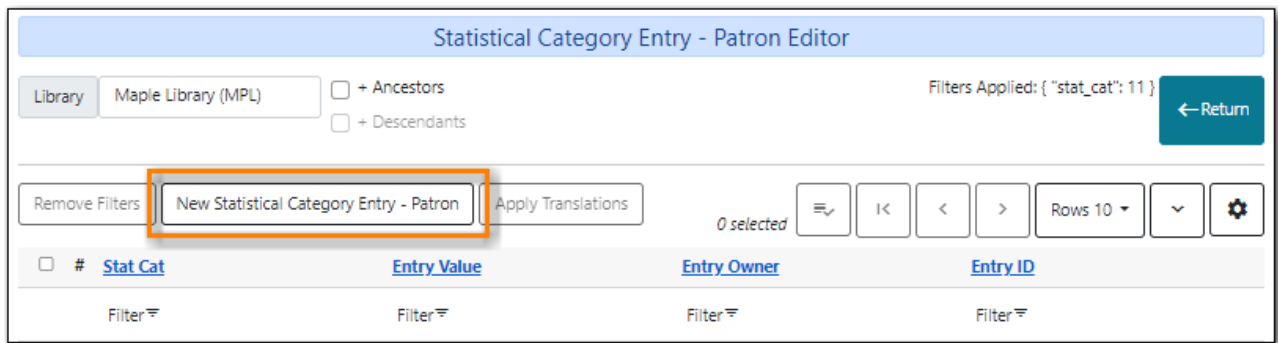 Statistical Category Entry - Patron Editor
Library Maple Library (MPL) + Ancestors Filters Applied: { "stat_cat": 11 } ←Return
+ Descendants
Remove Filters New Statistical Category Entry - Patron Apply Translations 0 selected Rows 10
# Stat Cat Entry Value Entry Owner Entry ID
Filter Filter Filter Filter